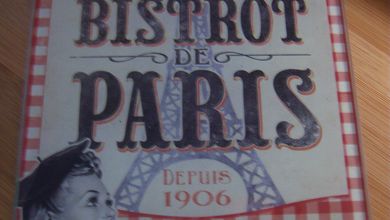 BISTROT
DE
PARIS
DEPUIS
1906